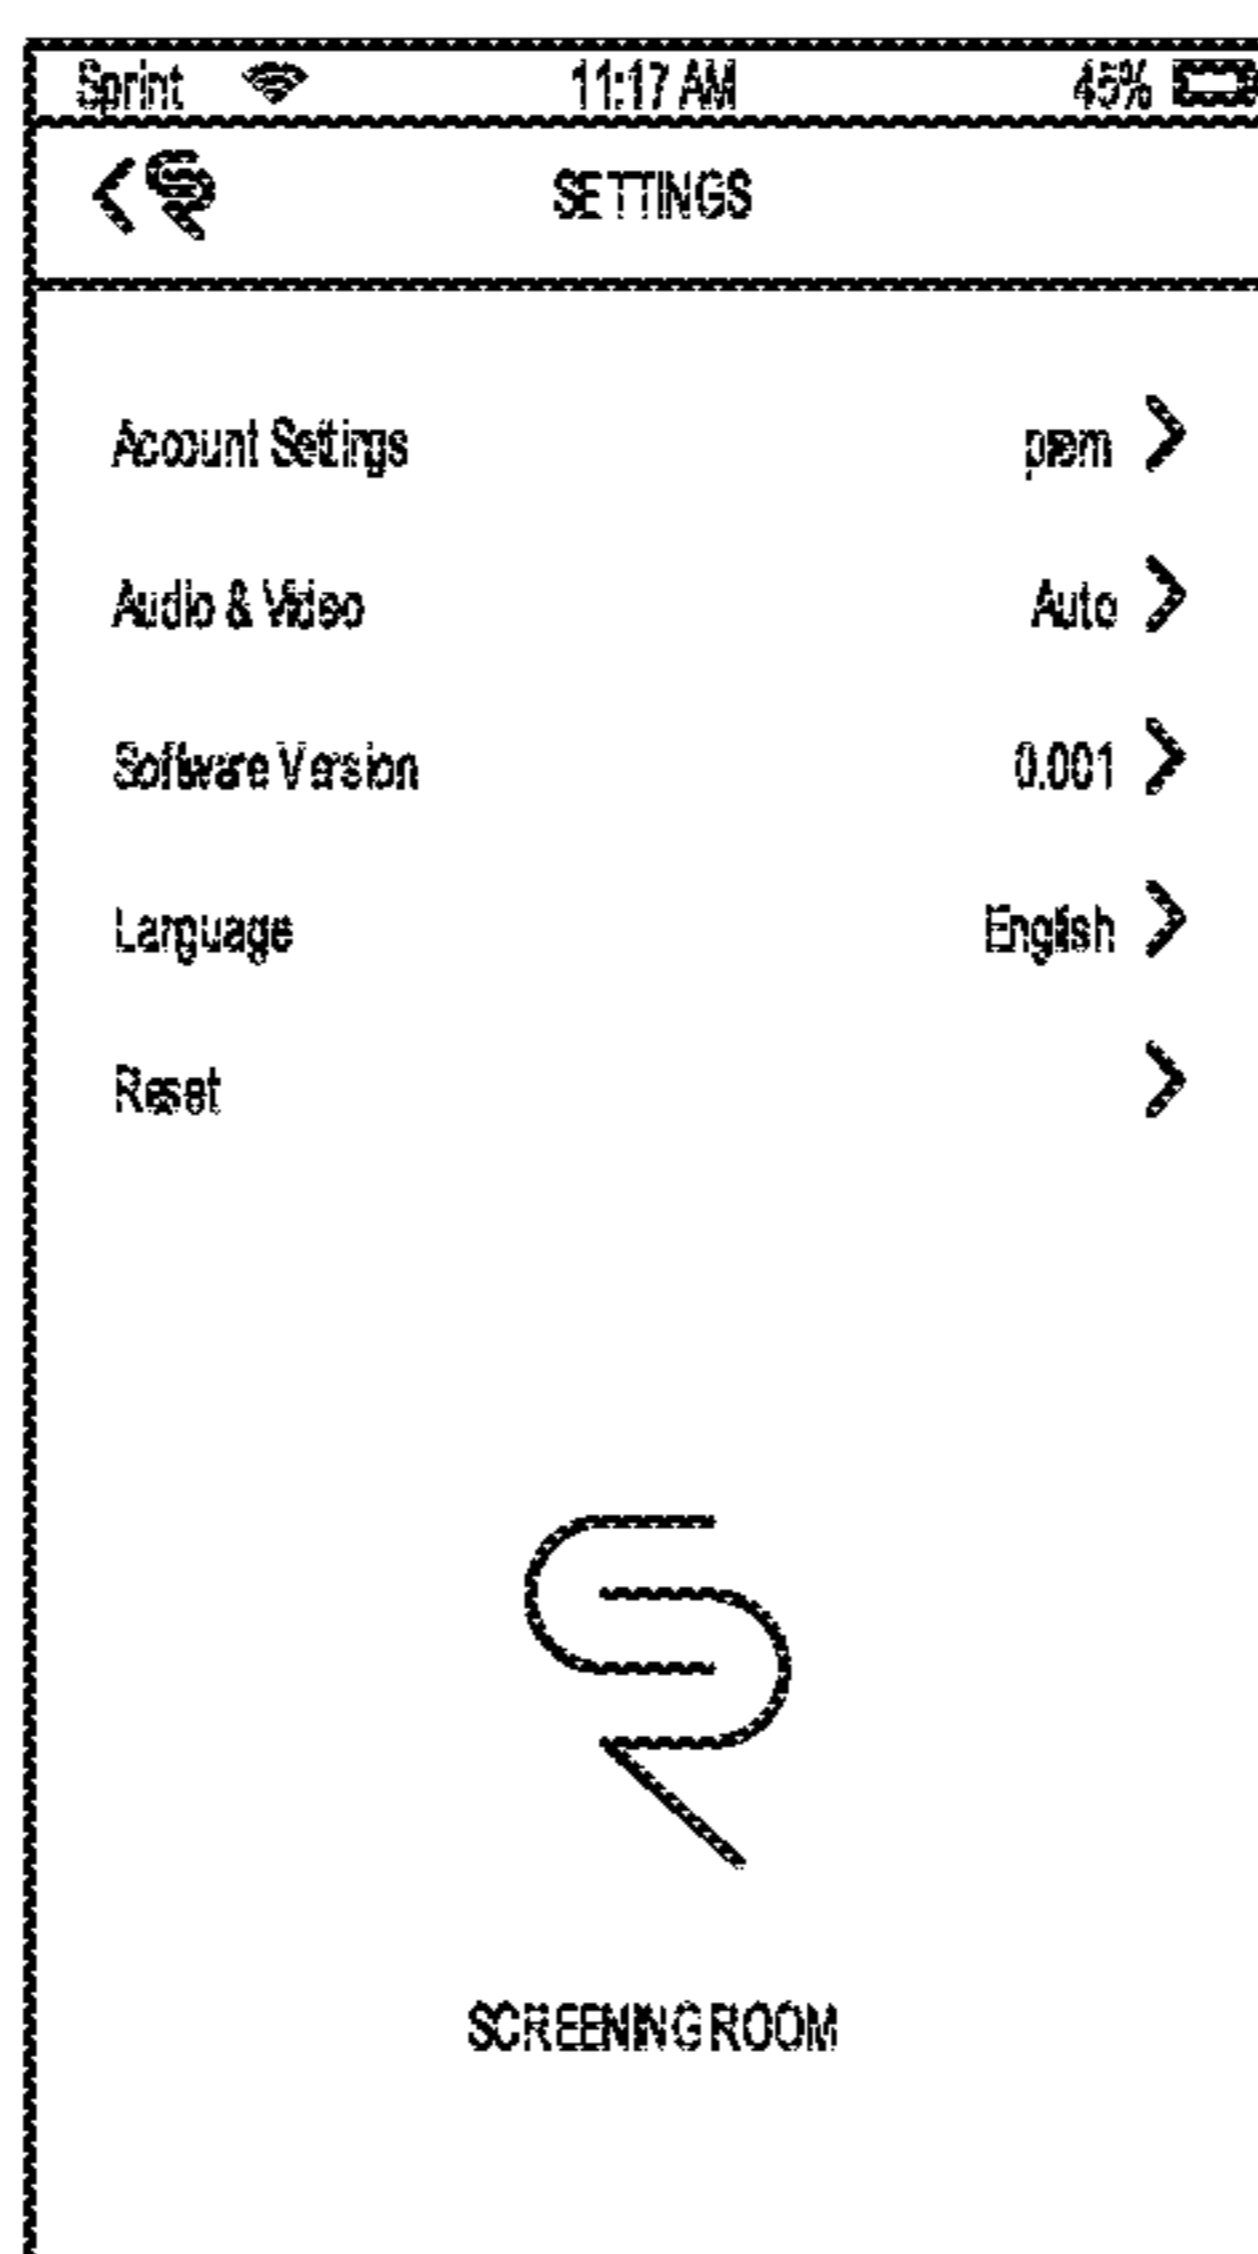 Sprint 11:17 AM 45%
SETTINGS
Account Settings prem
Audio & Video Auto
Software Version 0.001
Language English
Reset
SCREENING ROOM